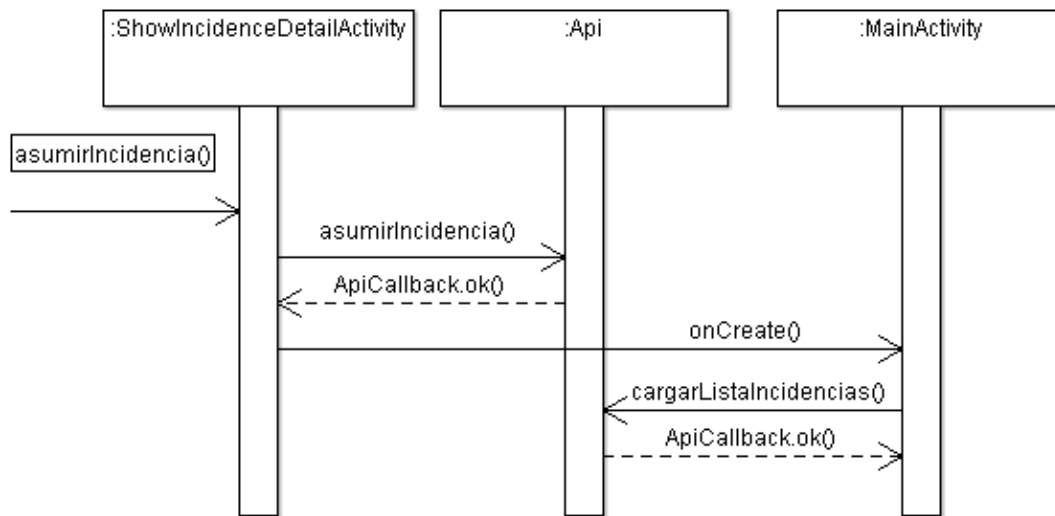 :ShowIncidenceDetailActivity
:Api
:MainActivity
asumirIncidencia()
asumirIncidencia()
ApiCallback.ok()
onCreate()
cargarListaIncidencias()
ApiCallback.ok()